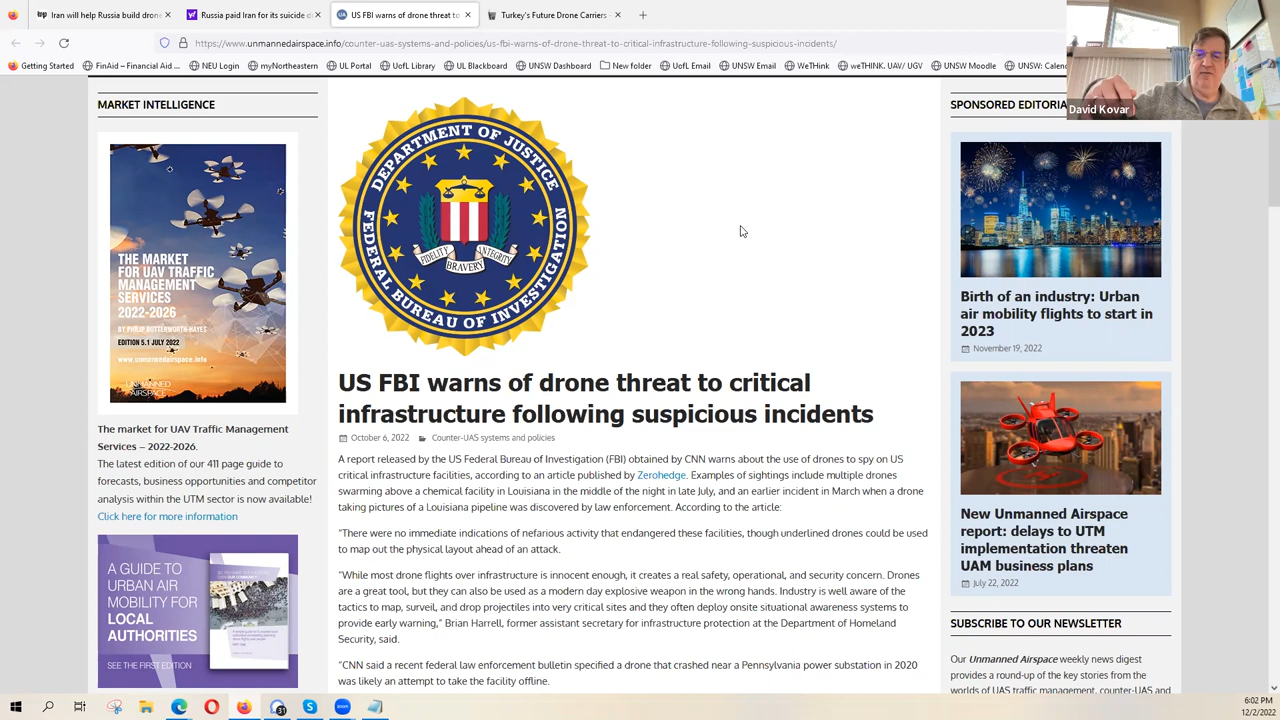 Iran will help Russia build drone
Russia paid Iran for its suicide d
US FBI warns of drone threat to
Turkey's Future Drone Carriers -
https://www.unmannedairspace.info/counter-uas-systems-and-policies/us-fbi-warns-of-drone-threat-to-critical-infrastructure-following-suspicious-incidents/
Getting Started
FinAid – Financial Ad ...
NEU Login
myNortheastern
UL Portal
UofL Library
UL Blackboard
UNSW Dashboard
New folder
UofL Email
UNSW Email
WeTHink
weTHINK. UAV/ UGV
UNSW Moodle
UNSW: Calend
David Kovar
MARKET INTELLIGENCE
THE MARKET
FOR UAV TRAFFIC
MANAGEMENT
SERVICES
2022-2026
BY PHILIP BUTTERWORTH-HAYES
EDITION 5.1 JULY 2022
www.unmannedairspace.info
UNMANNED
AIRSPACE
The market for UAV Traffic Management
Services – 2022-2026.
The latest edition of our 411 page guide to
forecasts, business opportunities and competitor
analysis within the UTM sector is now available!
Click here for more information
A GUIDE TO
URBAN AIR
MOBILITY FOR
LOCAL
AUTHORITIES
SEE THE FIRST EDITION
DEPARTMENT OF JUSTICE
FEDERAL BUREAU OF INVESTIGATION
FIDELITY
BRAVERY
INTEGRITY
US FBI warns of drone threat to critical
infrastructure following suspicious incidents
October 6, 2022
Counter-UAS systems and policies
A report released by the US Federal Bureau of Investigation (FBI) obtained by CNN warns about the use of drones to spy on US
critical infrastructure facilities, according to an article published by Zerohedge. Examples of sightings include multiple drones
swarming above a chemical facility in Louisiana in the middle of the night in late July, and an earlier incident in March when a drone
taking pictures of a Louisiana pipeline was discovered by law enforcement. According to the article:
"There were no immediate indications of nefarious activity that endangered these facilities, though underlined drones could be used
to map out the physical layout ahead of an attack.
"While most drone flights over infrastructure is innocent enough, it creates a real safety, operational, and security concern. Drones
are a great tool, but they can also be used as a modern day explosive weapon in the wrong hands. Industry is well aware of the
tactics to map, surveil, and drop projectiles into very critical sites and they often deploy onsite situational awareness systems to
provide early warning," Brian Harrell, former assistant secretary for infrastructure protection at the Department of Homeland
Security, said.
"CNN said a recent federal law enforcement bulletin specified a drone that crashed near a Pennsylvania power substation in 2020
was likely an attempt to take the facility offline.
SPONSORED EDITORIA
Birth of an industry: Urban
air mobility flights to start in
2023
November 19, 2022
New Unmanned Airspace
report: delays to UTM
implementation threaten
UAM business plans
July 22, 2022
SUBSCRIBE TO OUR NEWSLETTER
Our Unmanned Airspace weekly news digest
provides a round-up of the key stories from the
worlds of UAS traffic management, counter-UAS and
zoom
6:02 PM
12/2/2022